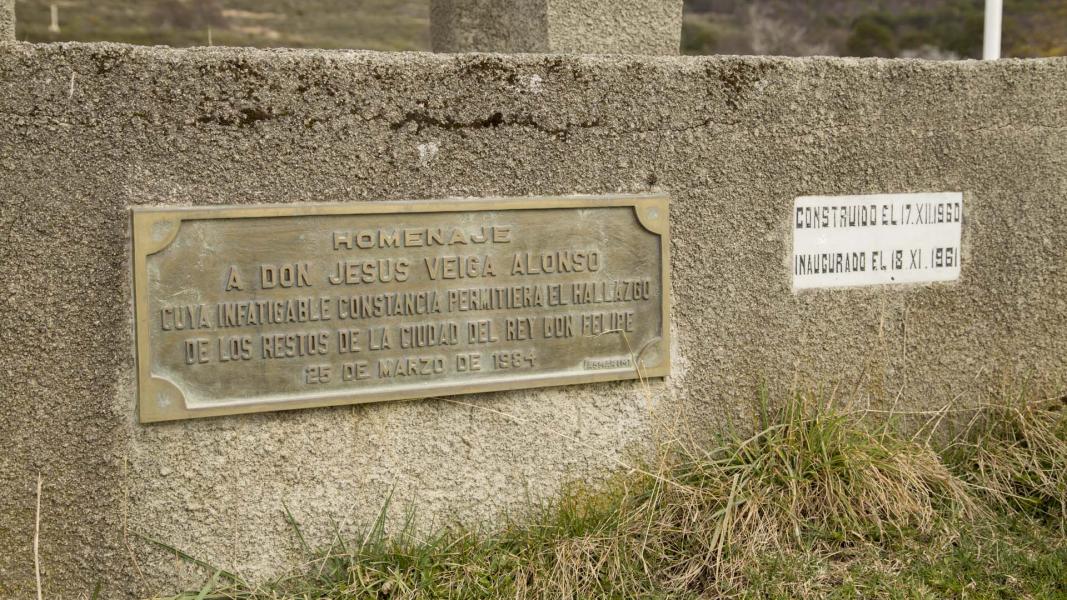 HOMENAJE
A DON JESUS VEIGA ALONSO
CUYA INFATIGABLE CONSTANCIA PERMITIERA EL HALLAZGO
DE LOS RESTOS DE LA CIUDAD DEL REY DON FELIPE
25 DE MARZO DE 1984
CONSTRUIDO EL 17.XII.1960
INAUGURADO EL 18 XI. 1961